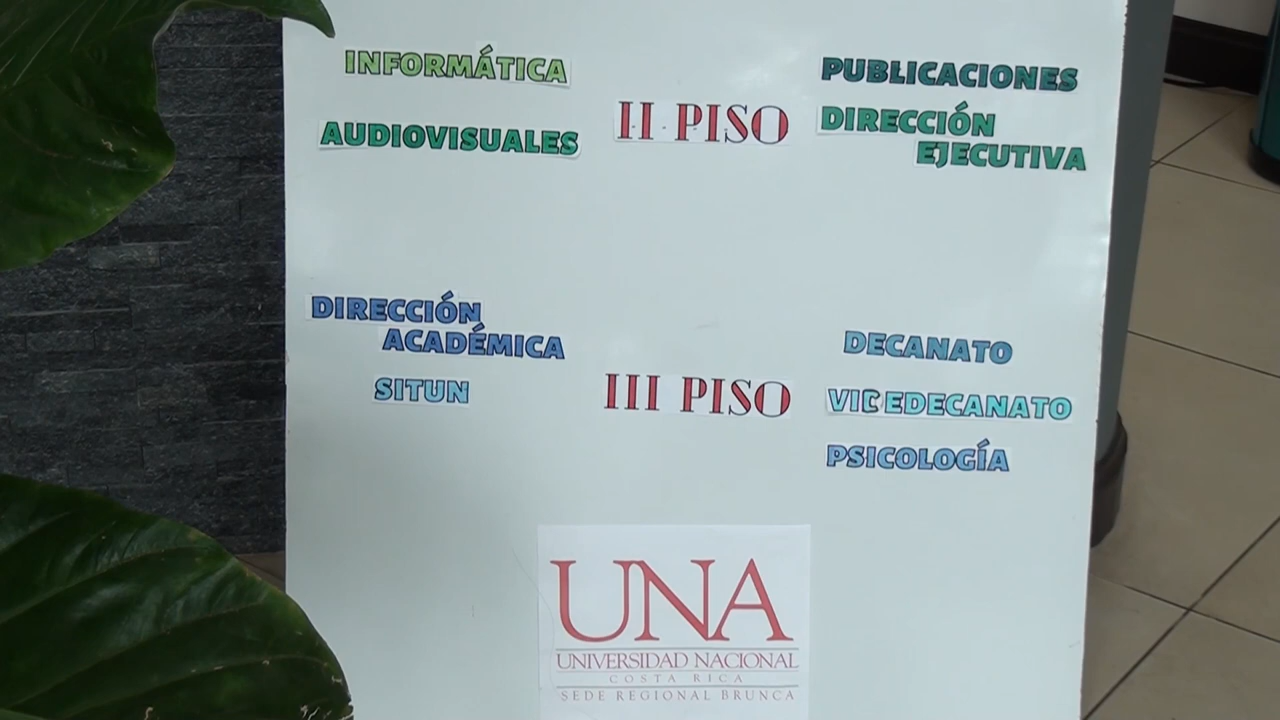 INFORMÁTICA
AUDIOVISUALES
II PISO
PUBLICACIONES
DIRECCIÓN
EJECUTIVA
DIRECCIÓN
ACADÉMICA
SITUN
III PISO
DECANATO
VICEDECANATO
PSICOLOGÍA
UNA
UNIVERSIDAD NACIONAL
COSTA RICA
SEDE REGIONAL BRUNCA